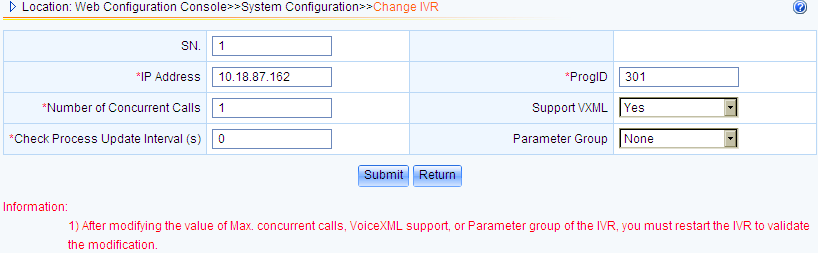 Location: Web Configuration Console>>System Configuration>>Change IVR ?
SN. 1
*IP Address 10.18.87.162 *ProgID 301
*Number of Concurrent Calls 1 Support VXML Yes
*Check Process Update Interval (s) 0 Parameter Group None
Submit Return
Information:
1) After modifying the value of Max. concurrent calls, VoiceXML support, or Parameter group of the IVR, you must restart the IVR to validate
the modification.